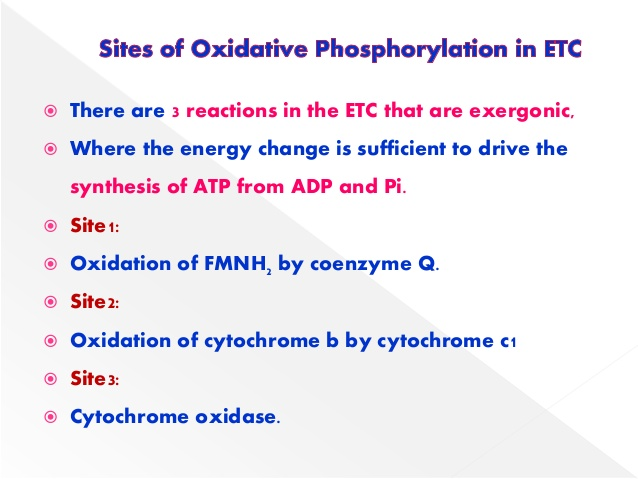 Sites of Oxidative Phosphorylation in ETC
There are 3 reactions in the ETC that are exergonic,
Where the energy change is sufficient to drive the
synthesis of ATP from ADP and Pi.
Site1:
Oxidation of FMNH₂ by coenzyme Q.
Site2:
Oxidation of cytochrome b by cytochrome c1
Site3:
Cytochrome oxidase.